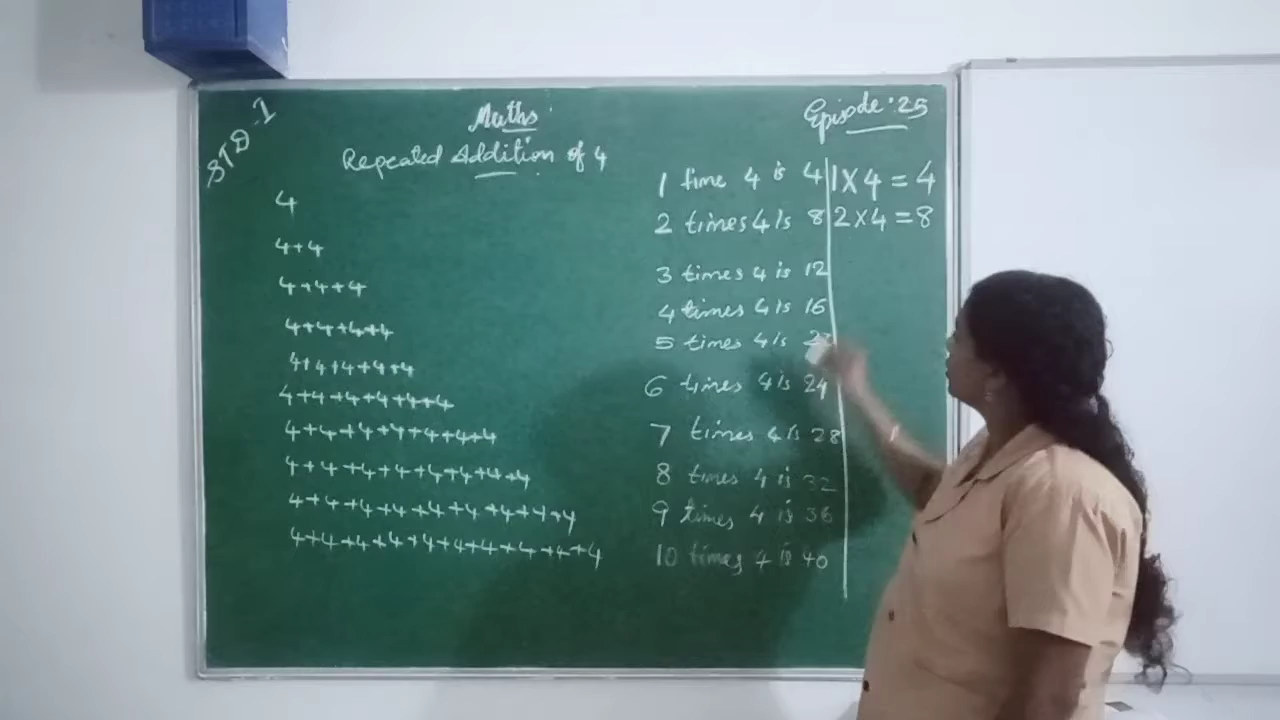 STD-1
Maths
Episode: 25
Repeated Addition of 4
4
4+4
4+4+4
4+4+4+4
4+4+4+4+4
4+4+4+4+4+4
4+4+4+4+4+4+4
4+4+4+4+4+4+4+4
4+4+4+4+4+4+4+4+4
4+4+4+4+4+4+4+4+4+4
1 time 4 is 4
2 times 4 is 8
3 times 4 is 12
4 times 4 is 16
5 times 4 is
6 times 4 is 24
7 times 4 is 28
8 times 4 is 32
9 times 4 is 36
10 times 4 is 40
1 X 4 = 4
2 X 4 = 8